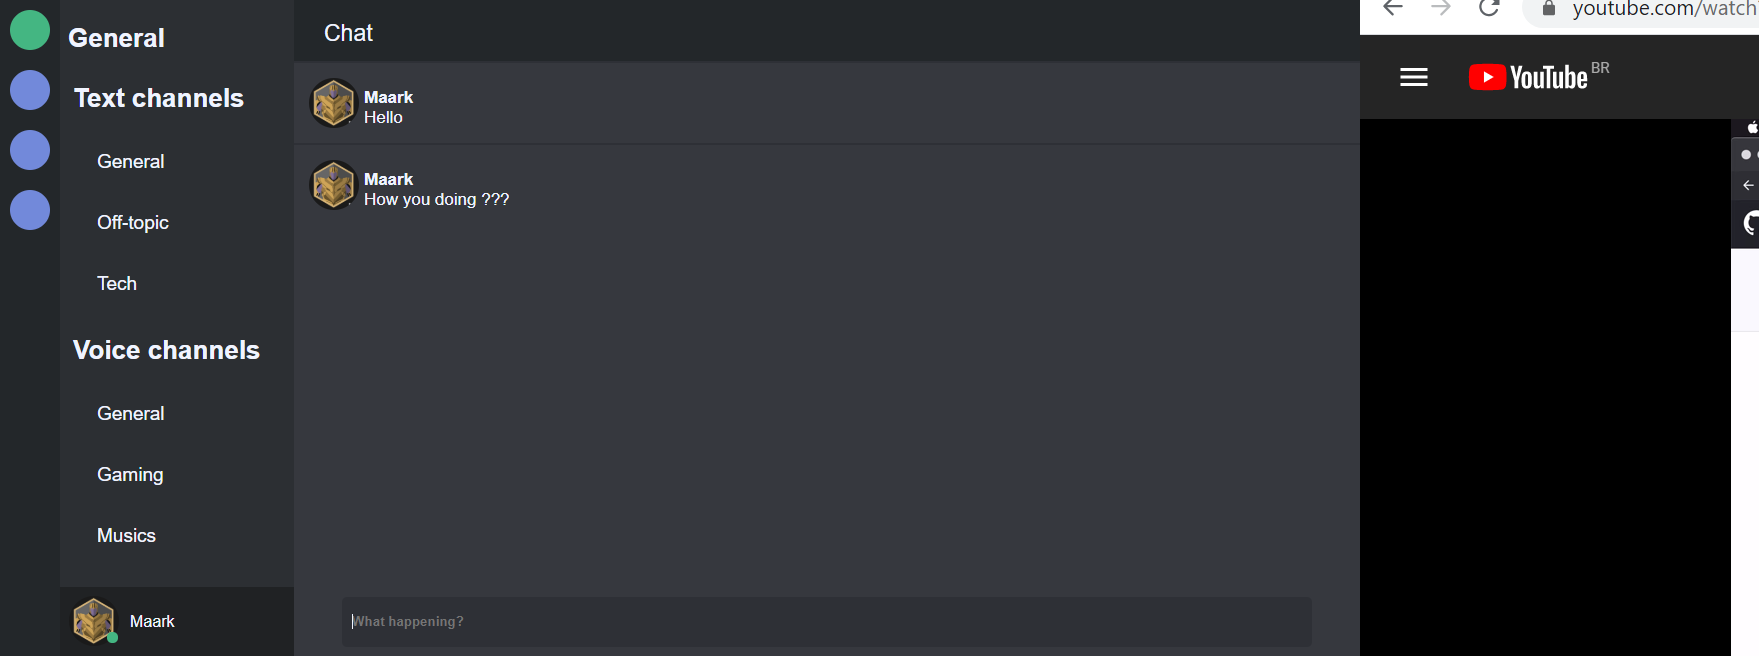 General
Text channels
General
Off-topic
Tech
Voice channels
General
Gaming
Musics
Maark
Chat
Maark
Hello
Maark
How you doing ???
What happening?
youtube.com/watch
YouTube BR